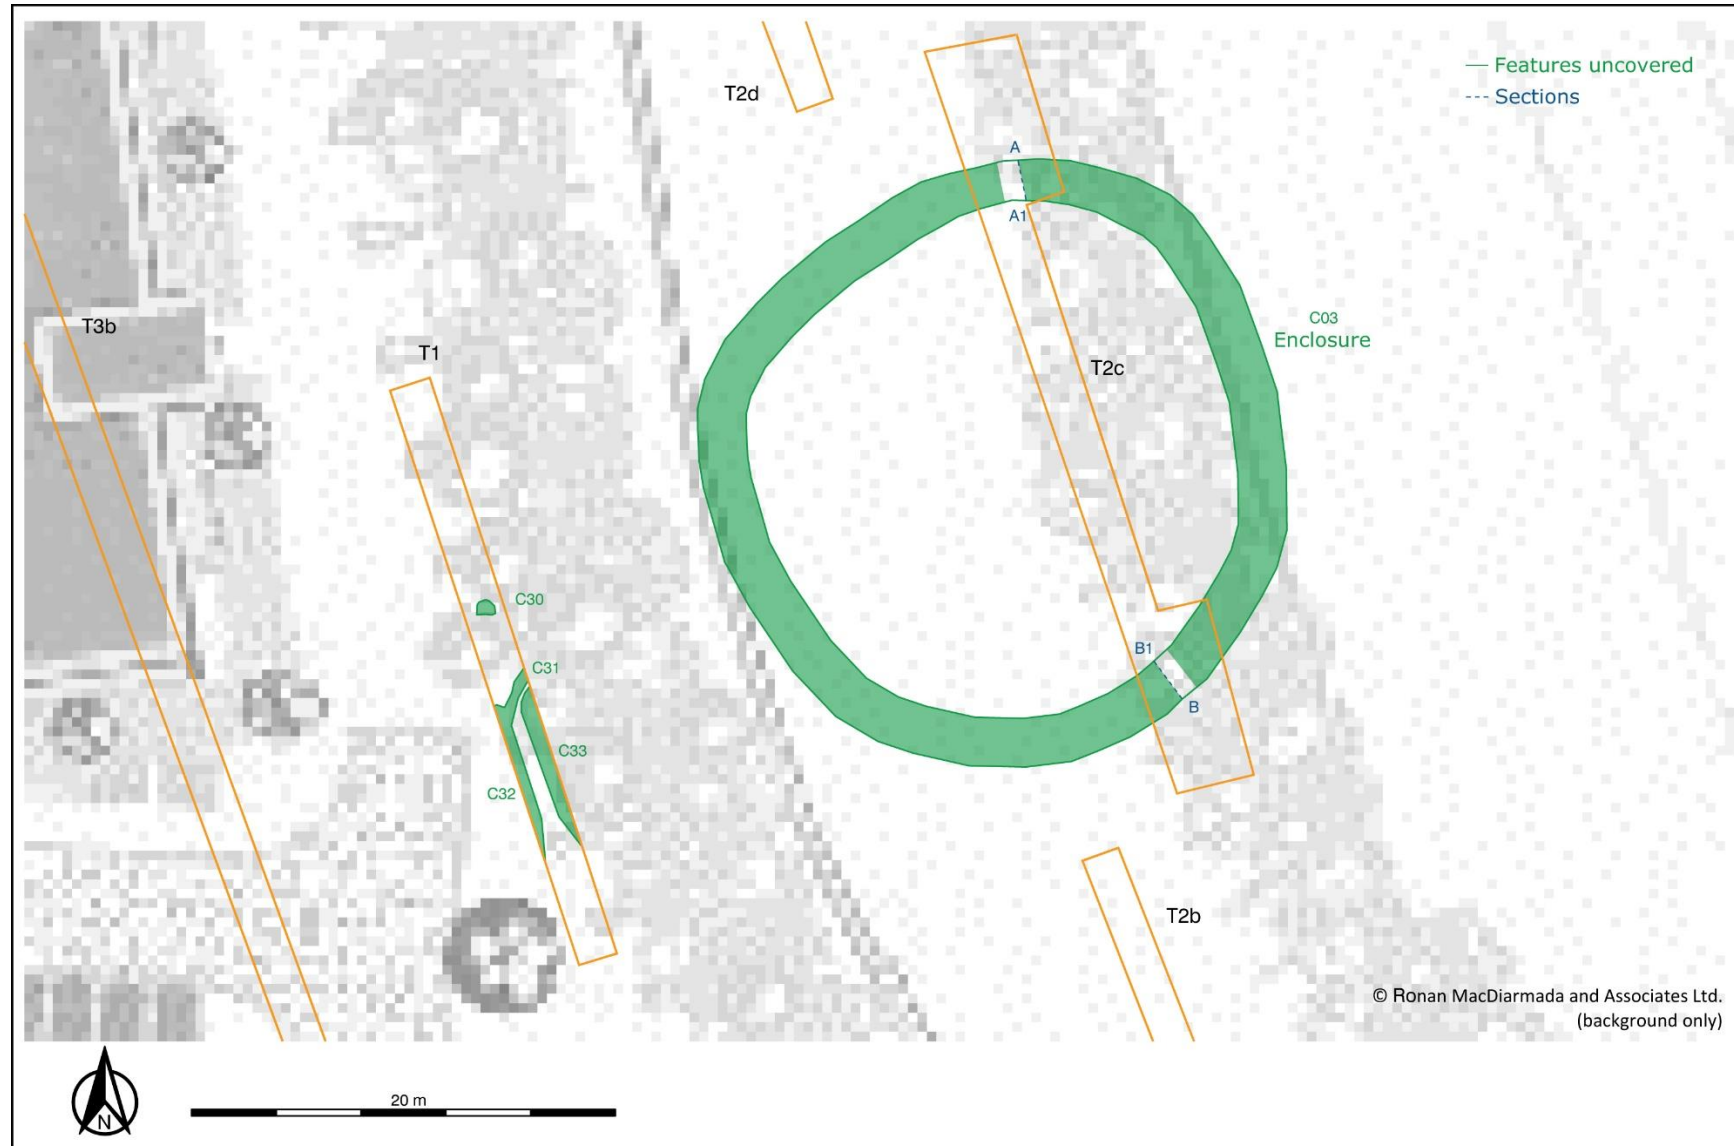 Features uncovered
Sections
T2d
A
A1
C03
Enclosure
T3b
T1
T2c
C30
B1
C31
B
C33
C32
T2b
© Ronan MacDiarmada and Associates Ltd.
(background only)
N
20 m